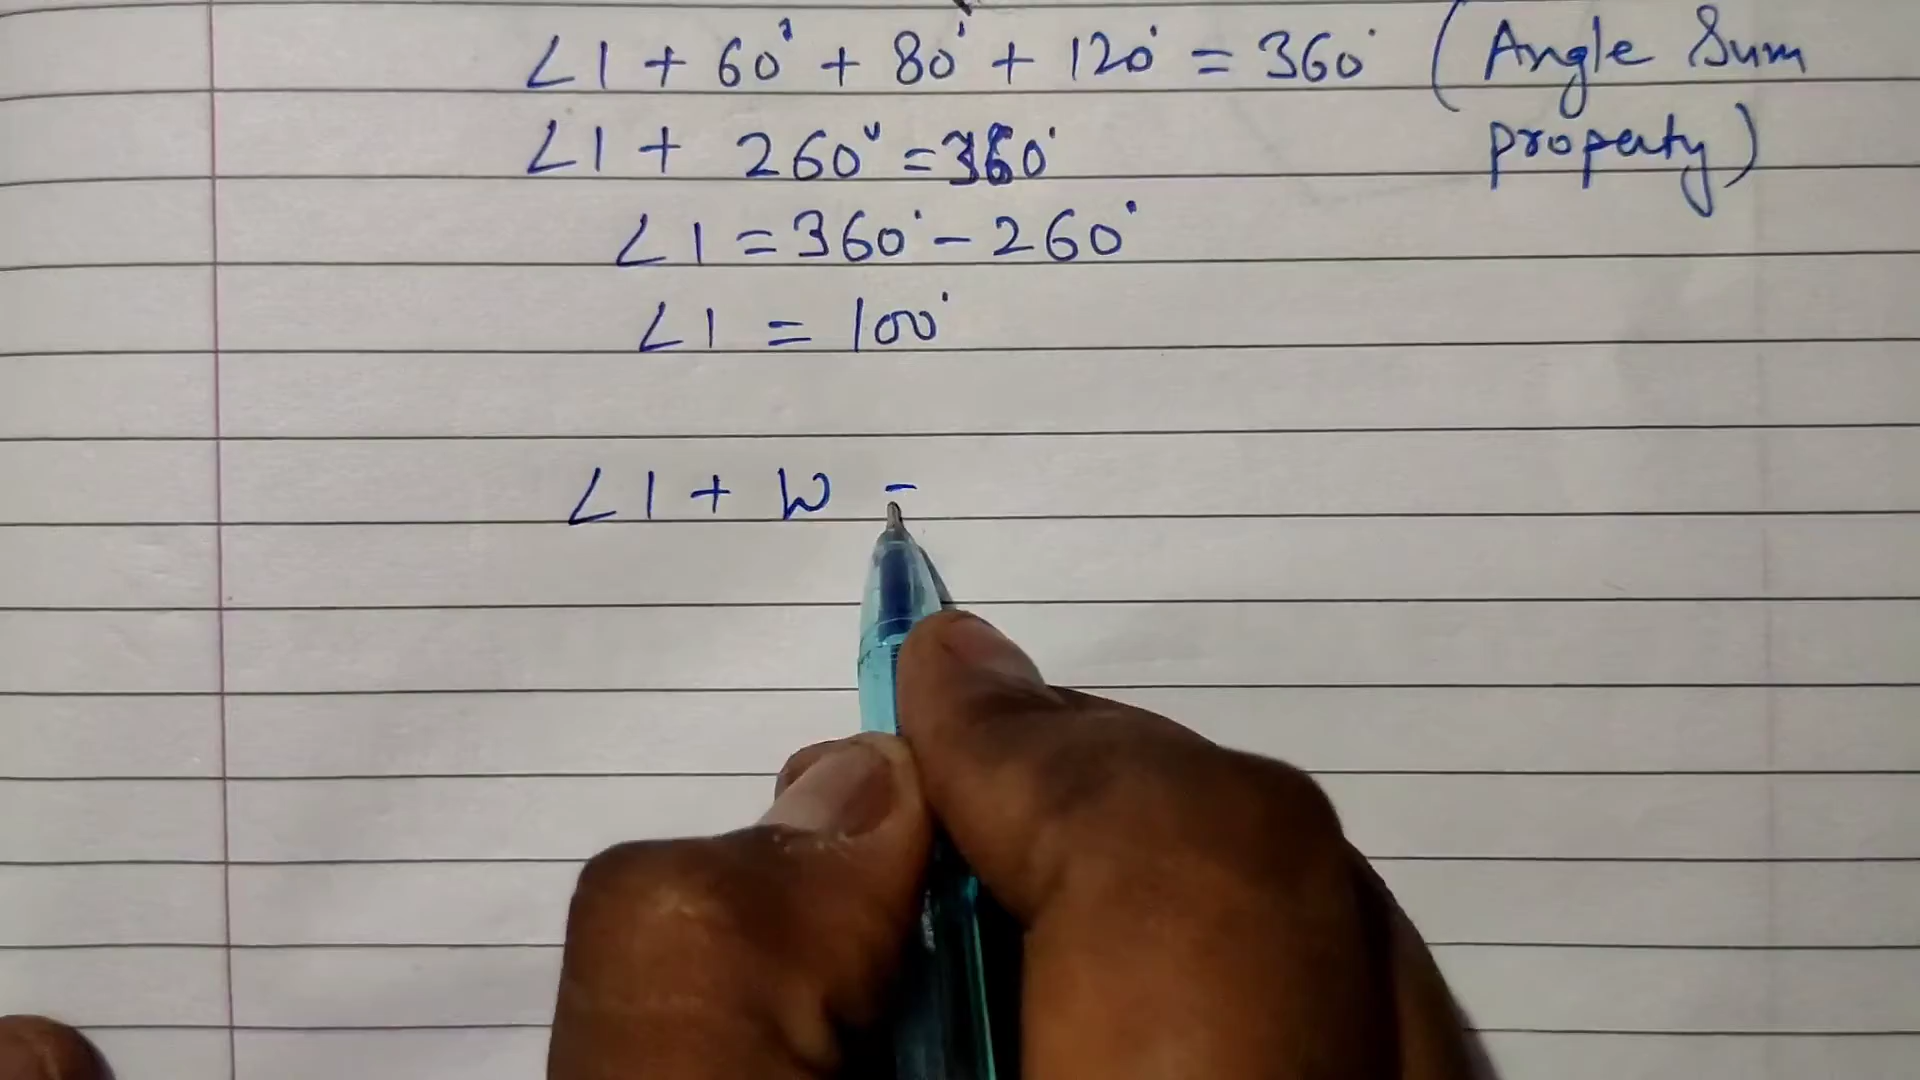 ∠1 + 60° + 80° + 120° = 360° (Angle Sum
property)
∠1 + 260° = 360°
∠1 = 360° - 260°
∠1 = 100°
∠1 + W =